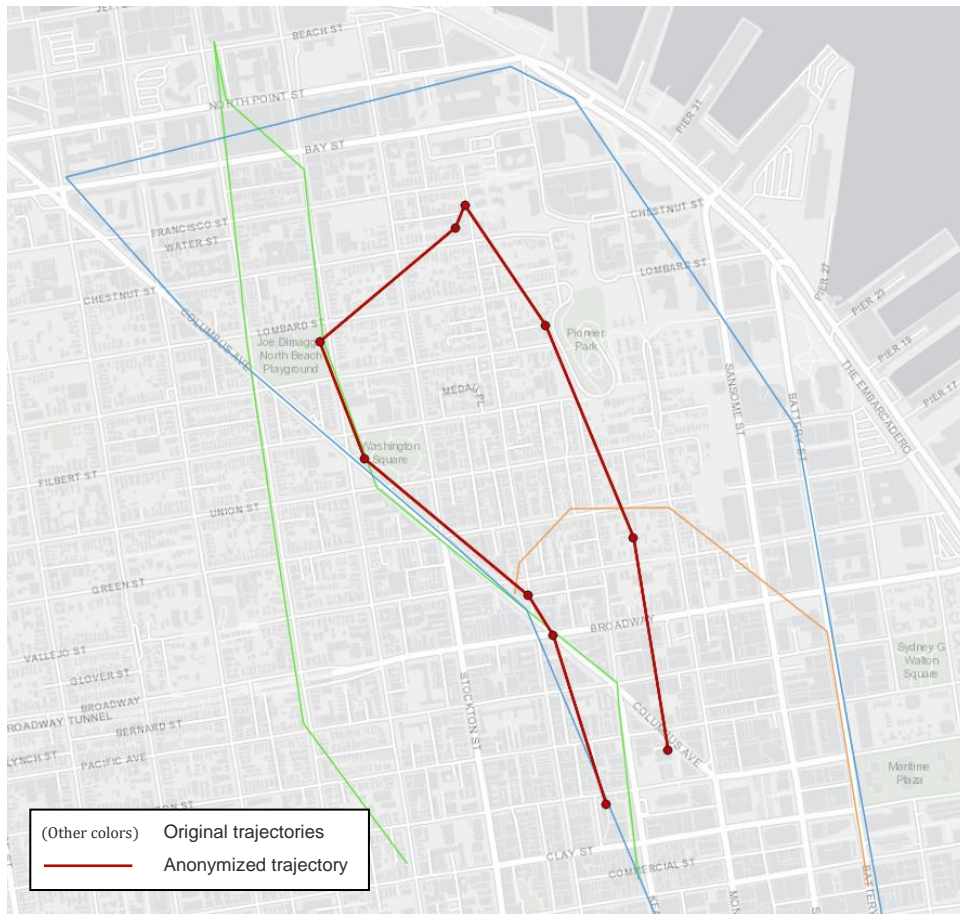 BEACH ST
NORTH POINT ST
PIER 31
BAY ST
CHESTNUT ST
FRANCISCO ST
WATER ST
LOMBARD ST
PIER 27
CHESTNUT ST
PIER 23
COLUMBUS AVE
LOMBARD ST
Joe Dimaggio
North Beach
Playground
Pioneer
Park
PIER 19
THE EMBARCADERO
PIER 17
SANSOME ST
BATTERY ST
MEDAU PL
Washington
Square
FILBERT ST
UNION ST
GREEN ST
BROADWAY
VALLEJO ST
GLOVER ST
Sydney G
Walton
Square
BROADWAY
ROADWAY TUNNEL
BERNARD ST
STOCKTON ST
COLUMBUS AVE
LYNCH ST
PACIFIC AVE
Maritime
Plaza
(Other colors) Original trajectories
Anonymized trajectory
CLAY ST
COMMERCIAL ST